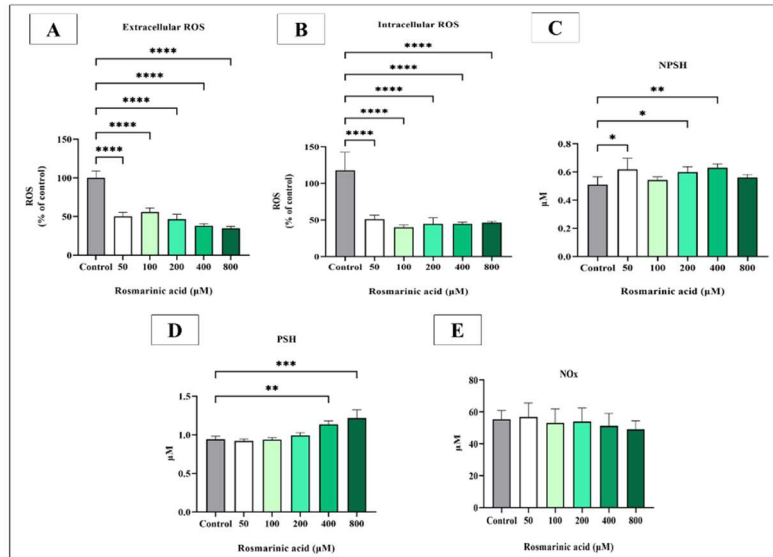 A
Extracellular ROS
****
****
****
****
****
ROS
(% of control)
150
100
50
0
Control 50 100 200 400 800
Rosmarinic acid (µM)
B
Intracellular ROS
****
****
****
****
****
ROS
(% of control)
150
100
50
0
Control 50 100 200 400 800
Rosmarinic acid (µM)
C
NPSH
**
*
*
µM
0.8
0.6
0.4
0.2
0.0
Control 50 100 200 400 800
Rosmarinic acid (µM)
D
PSH
***
**
µM
1.5
1.0
0.5
0.0
Control 50 100 200 400 800
Rosmarinic acid (µM)
E
NOx
µM
80
60
40
20
0
Control 50 100 200 400 800
Rosmarinic acid (µM)